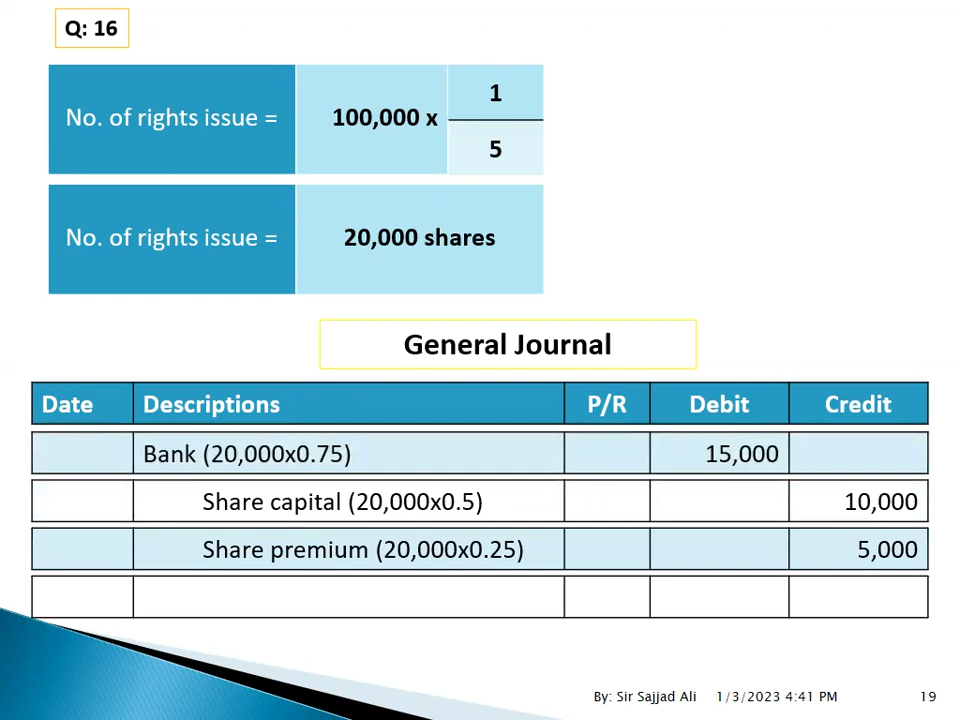 Q: 16
No. of rights issue = 100,000 x 1
5
No. of rights issue = 20,000 shares
General Journal
Date Descriptions P/R Debit Credit
Bank (20,000x0.75) 15,000
Share capital (20,000x0.5) 10,000
Share premium (20,000x0.25) 5,000
By: Sir Sajjad Ali 1/3/2023 4:41 PM 19